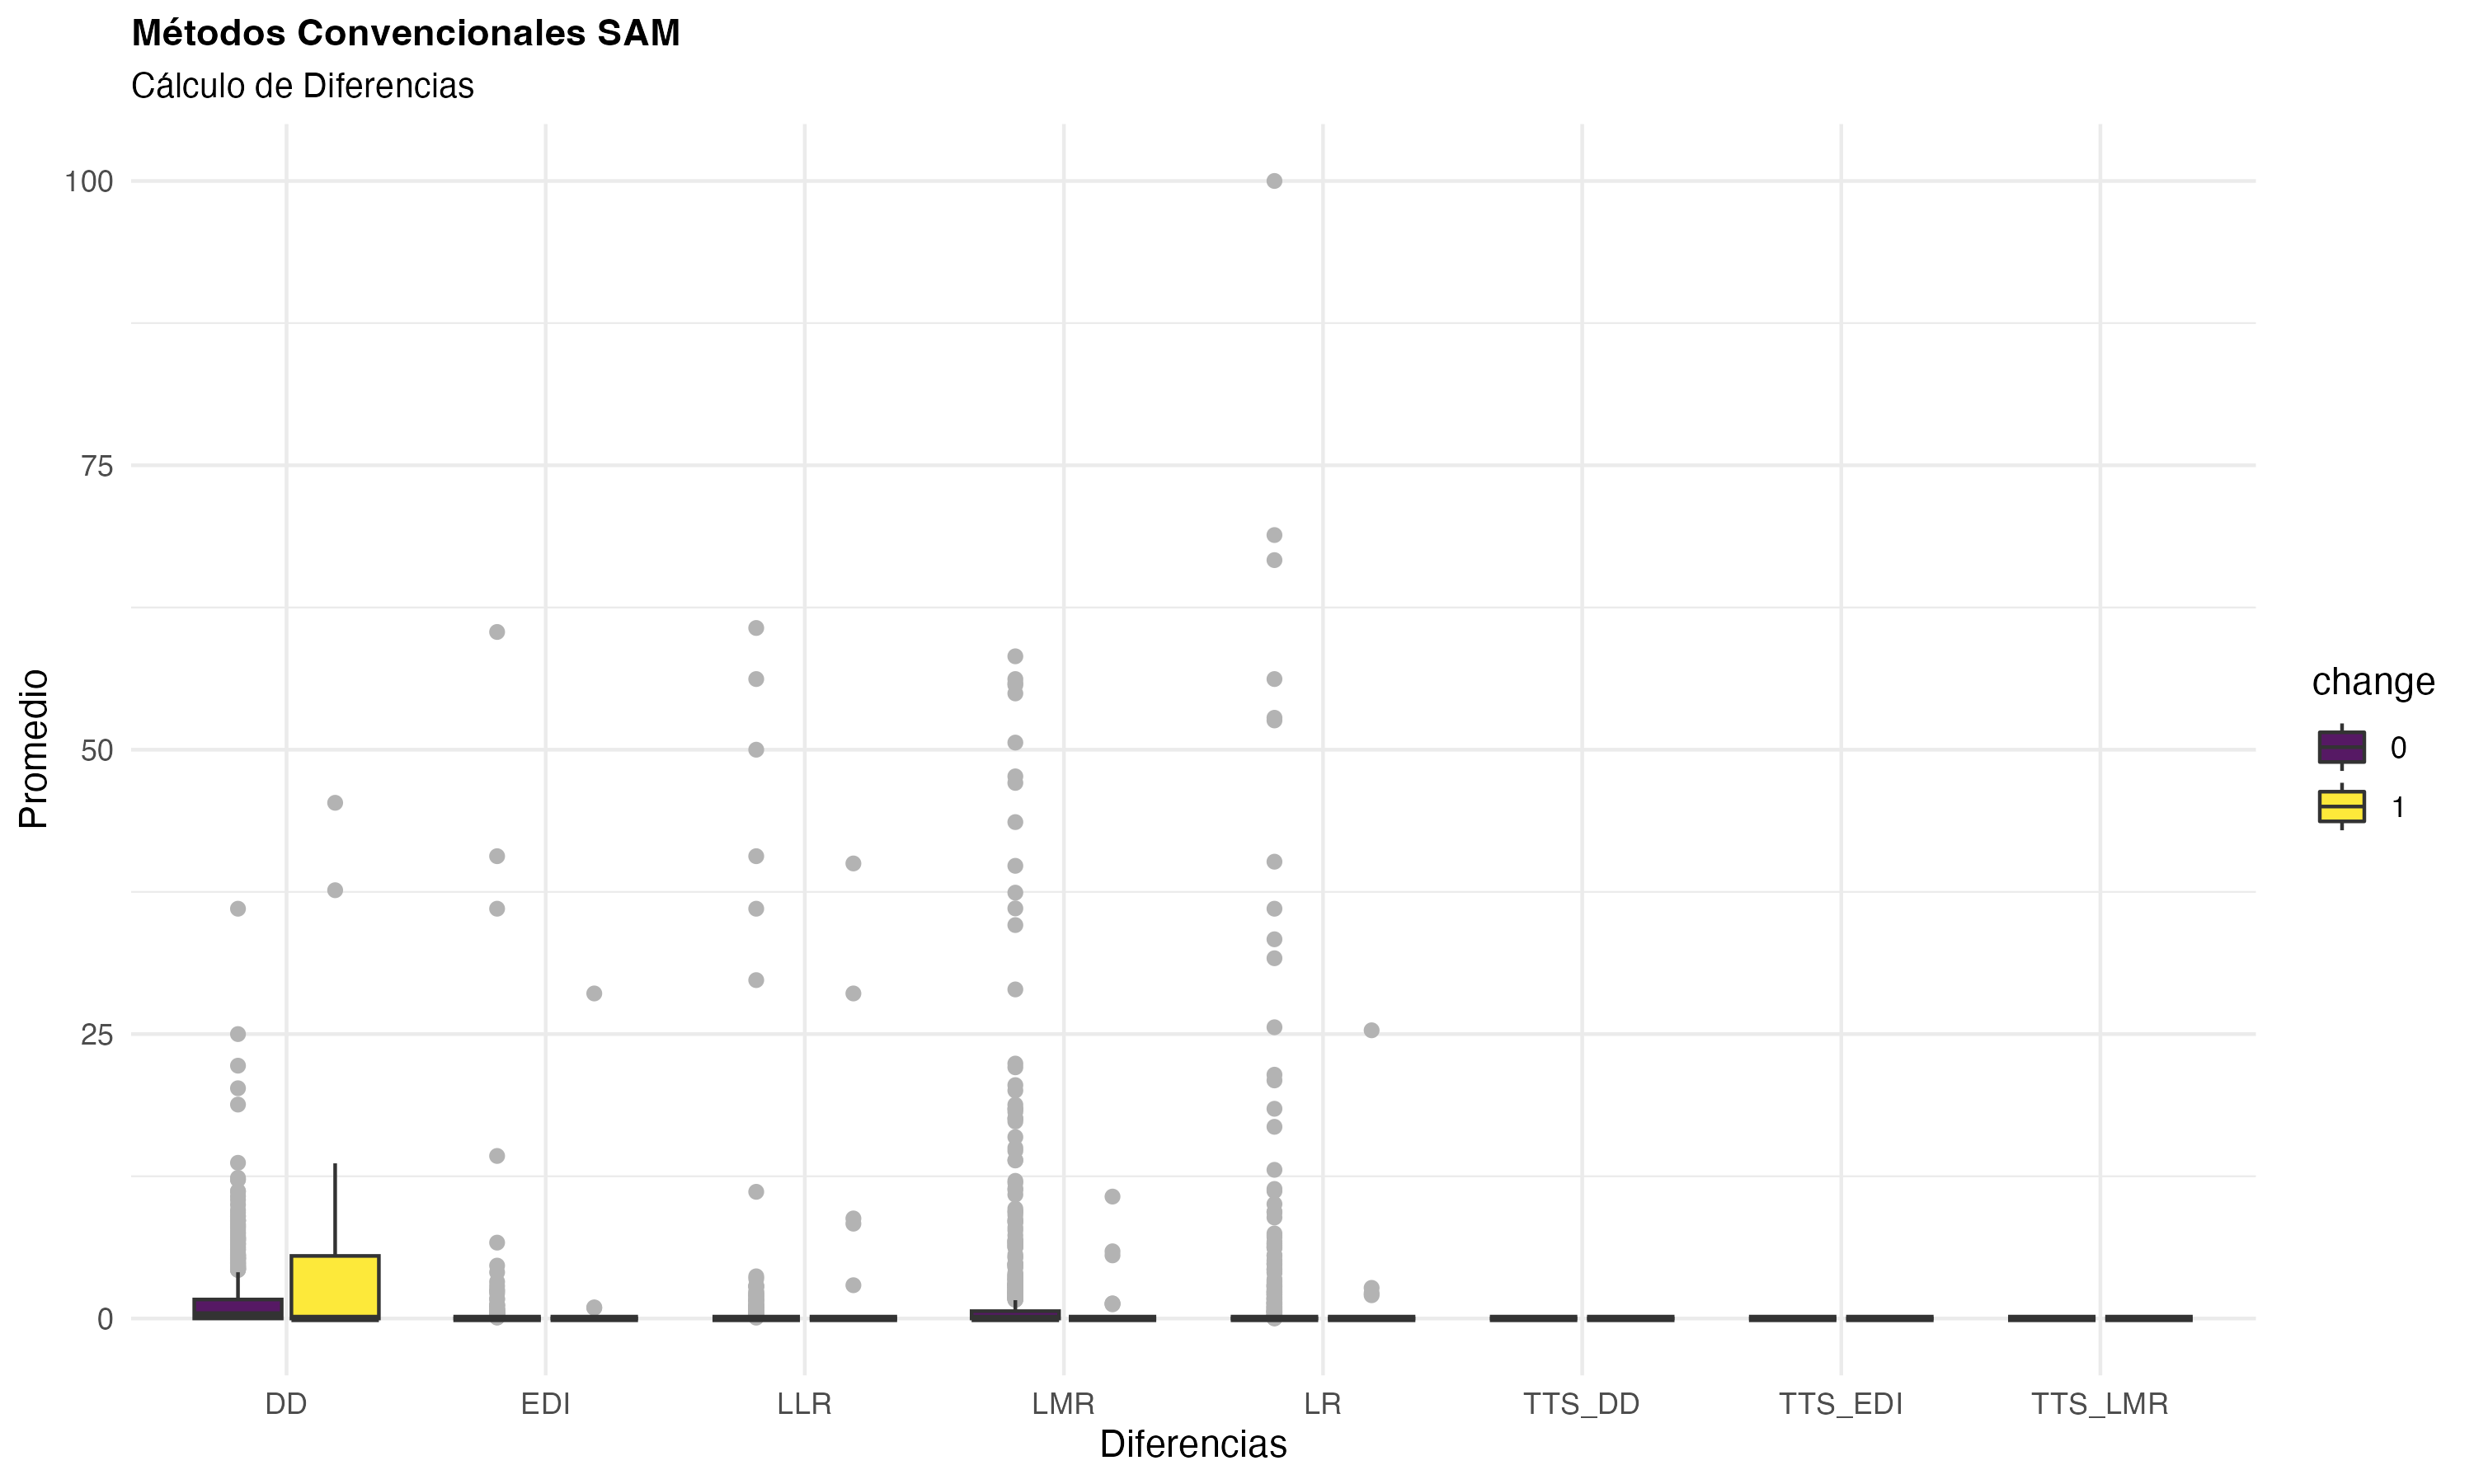 Métodos Convencionales SAM
Cálculo de Diferencias
100
75
50
25
0
Promedio
DD
EDI
LLR
LMR
LR
TTS_DD
TTS_EDI
TTS_LMR
Diferencias
change
0
1